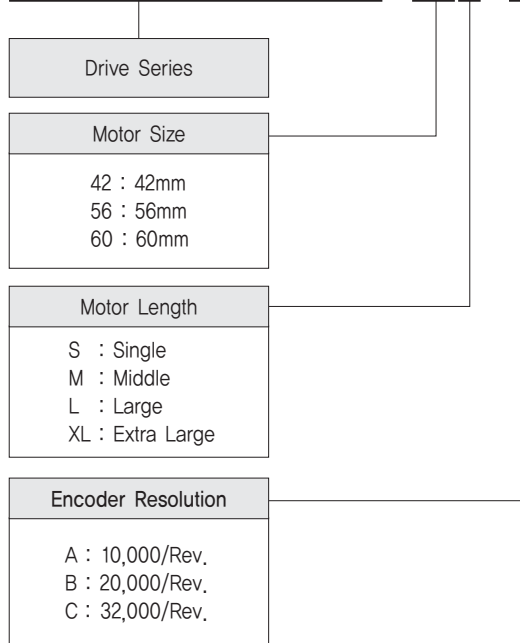 Drive Series
Motor Size
42 : 42mm
56 : 56mm
60 : 60mm
Motor Length
S : Single
M : Middle
L : Large
XL : Extra Large
Encoder Resolution
A : 10,000/Rev.
B : 20,000/Rev.
C : 32,000/Rev.